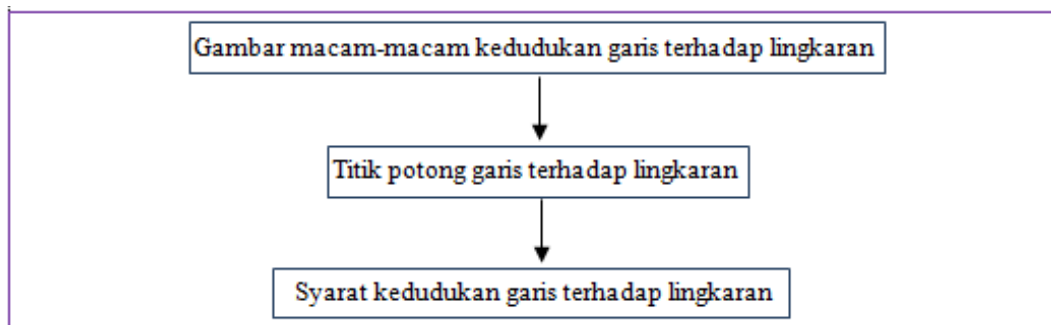 Gambar macam-macam kedudukan garis terhadap lingkaran
Titik potong garis terhadap lingkaran
Syarat kedudukan garis terhadap lingkaran